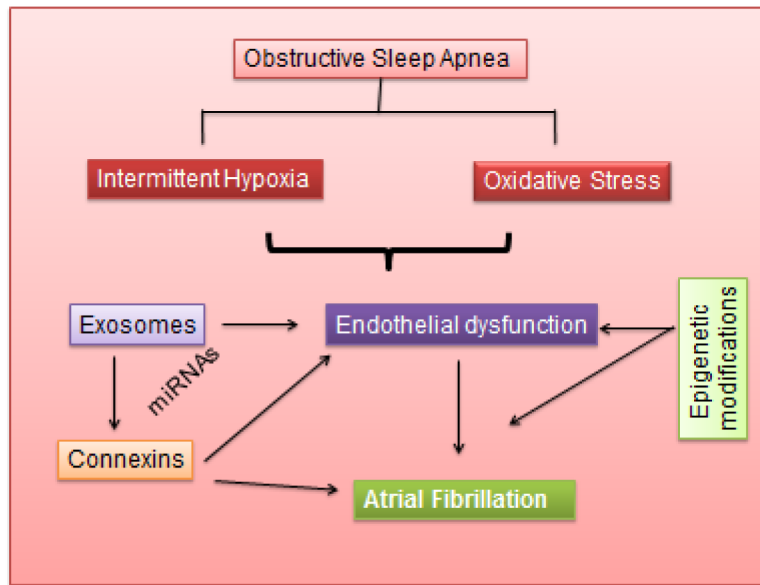 Obstructive Sleep Apnea
Intermittent Hypoxia
Oxidative Stress
Exosomes
Endothelial dysfunction
Epigenetic
modifications
miRNAs
Connexins
Atrial Fibrillation